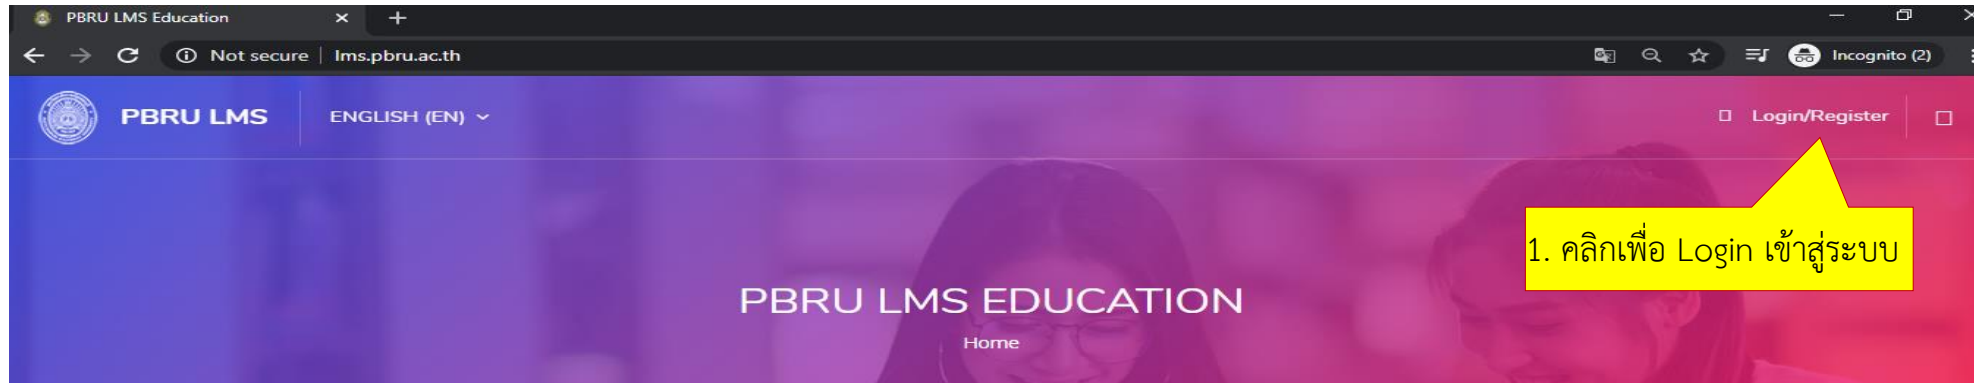 PBRU LMS Education
Not secure | lms.pbru.ac.th
Incognito (2)
PBRU LMS
ENGLISH (EN)
Login/Register
1. คลิกเพื่อ Login เข้าสู่ระบบ
PBRU LMS EDUCATION
Home